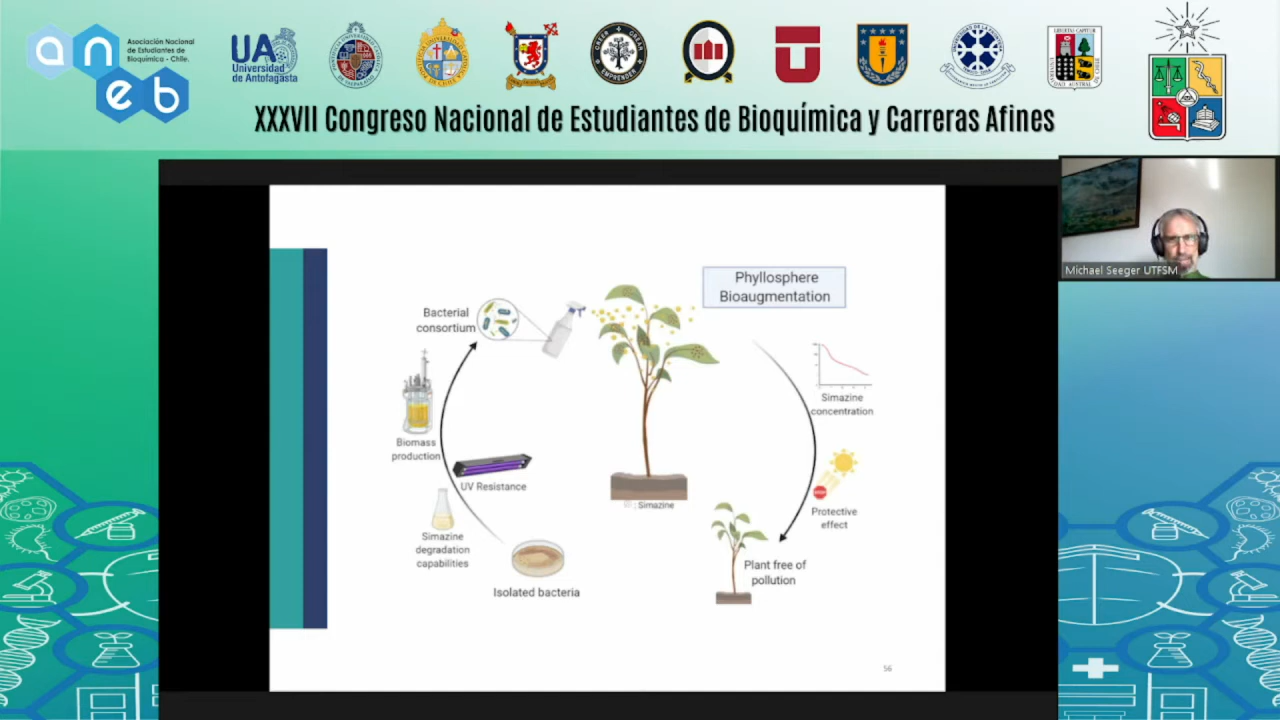 aneb
Asociación Nacional
de Estudiantes de
Bioquímica - Chile.
UA
Universidad
de Antofagasta
XXXVII Congreso Nacional de Estudiantes de Bioquímica y Carreras Afines
Michael Seeger UTFSM
Phyllosphere
Bioaugmentation
Bacterial
consortium
Simazine
concentration
Biomass
production
UV Resistance
: Simazine
Protective
effect
Simazine
degradation
capabilities
Plant free of
pollution
Isolated bacteria
56